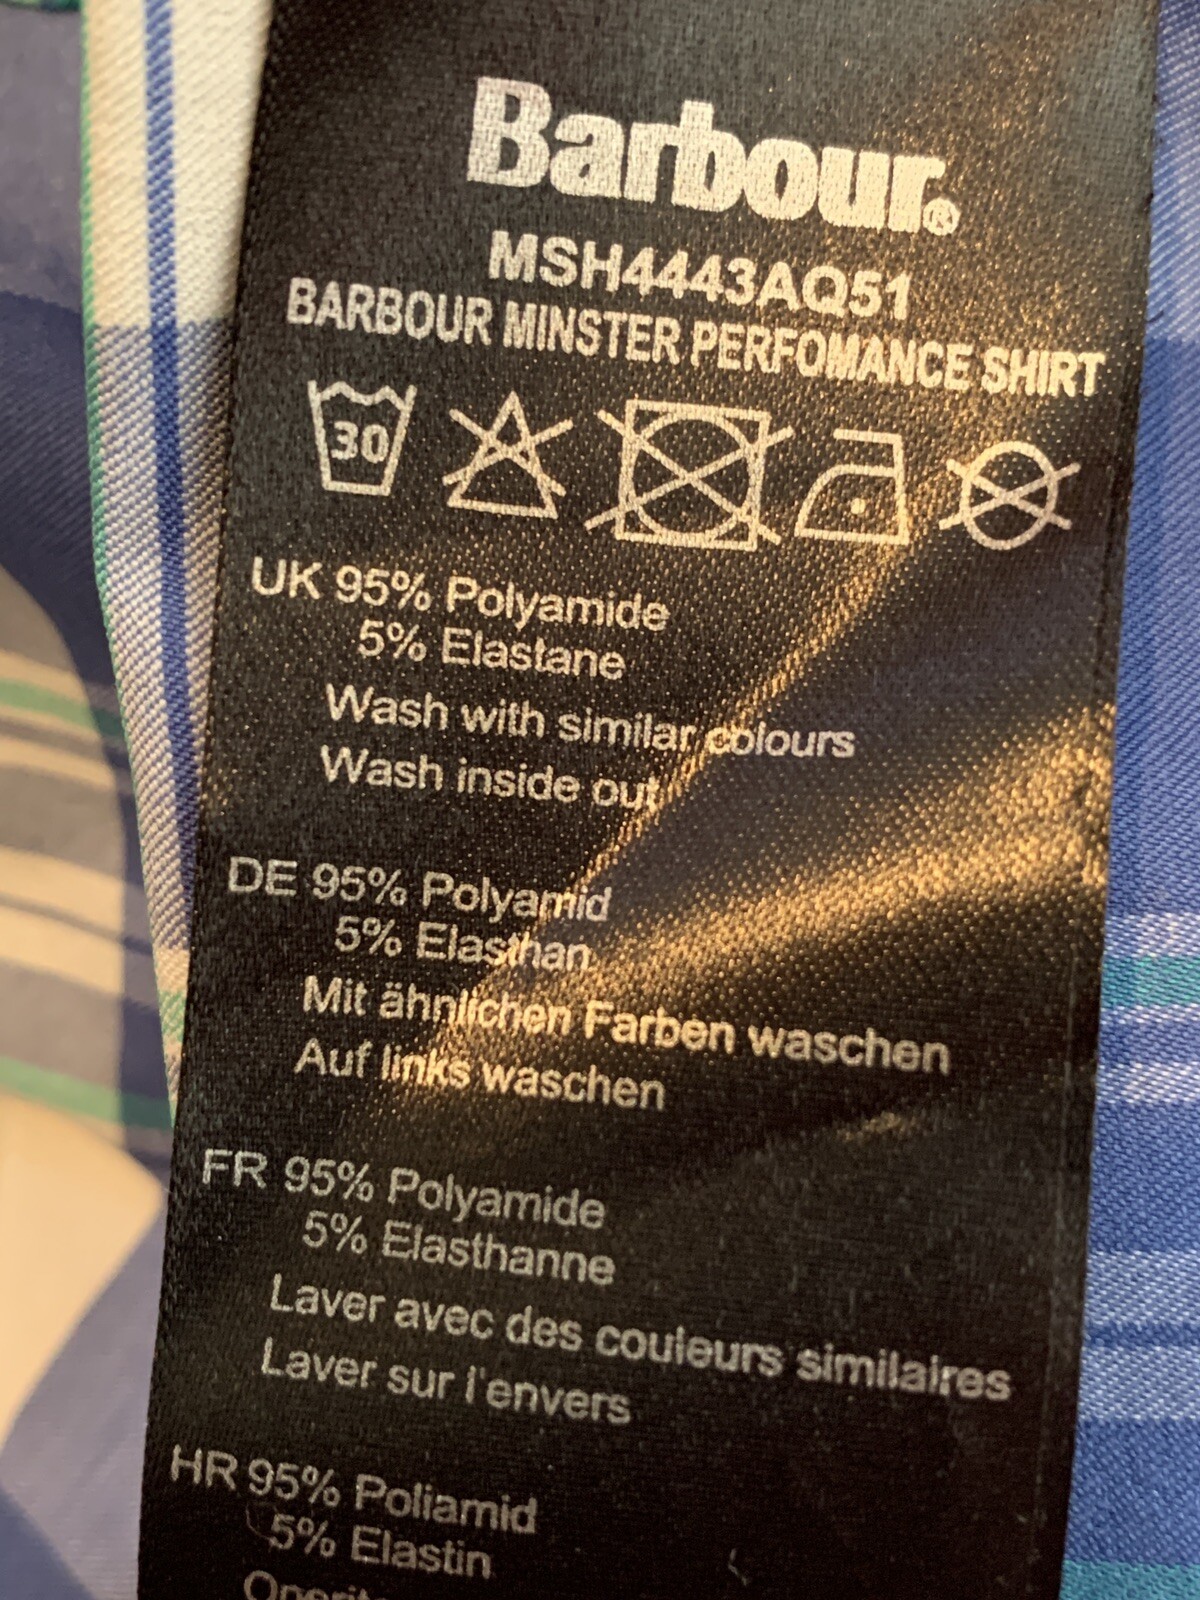 Barbour®
MSH4443AQ51
BARBOUR MINSTER PERFOMANCE SHIRT
30
UK 95% Polyamide
5% Elastane
Wash with similar colours
Wash inside out
DE 95% Polyamid
5% Elasthan
Mit ähnlichen Farben waschen
Auf links waschen
FR 95% Polyamide
5% Elasthanne
Laver avec des couleurs similaires
Laver sur l'envers
HR 95% Poliamid
5% Elastin